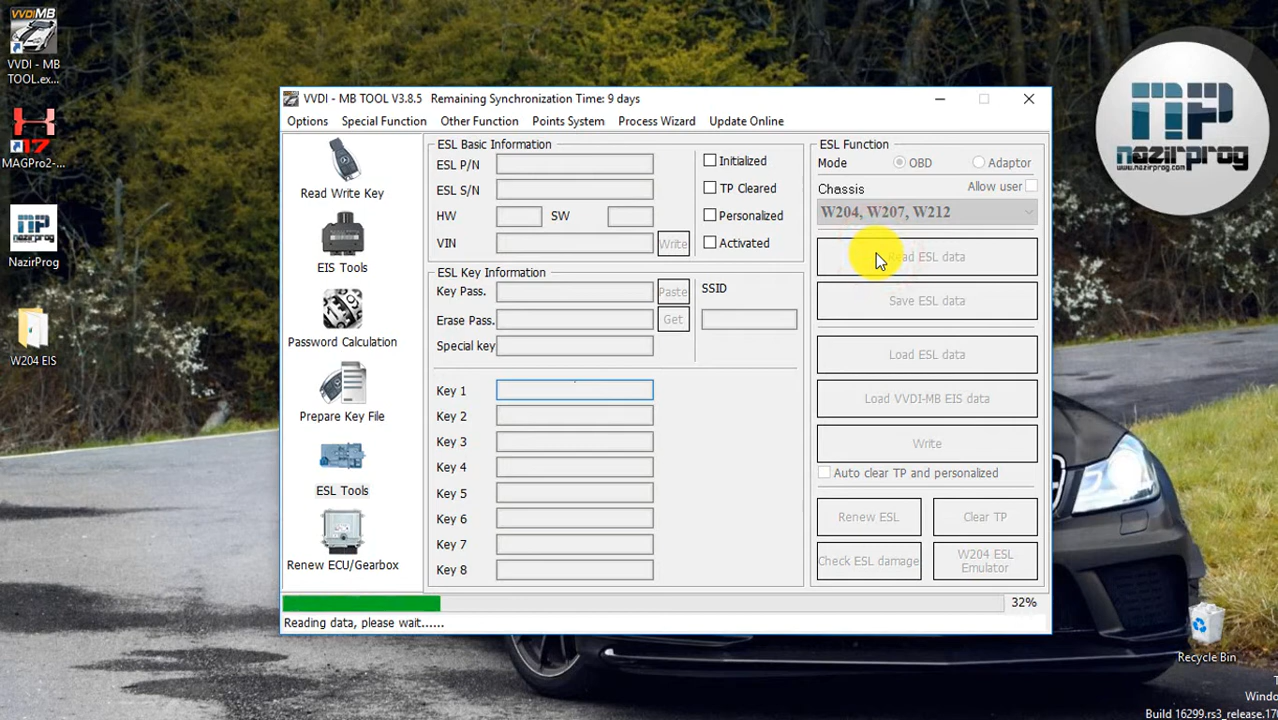 VVDI - MB
TOOL.ex...
MAGPro2-...
NazirProg
W204 EIS
VVDI - MB TOOL V3.8.5 Remaining Synchronization Time: 9 days
Options Special Function Other Function Points System Process Wizard Update Online
Read Write Key
EIS Tools
Password Calculation
Prepare Key File
ESL Tools
Renew ECU/Gearbox
ESL Basic Information
ESL P/N
ESL S/N
HW SW
VIN Write
Initialized
TP Cleared
Personalized
Activated
ESL Key Information
Key Pass. Paste SSID
Erase Pass. Get
Special key
Key 1
Key 2
Key 3
Key 4
Key 5
Key 6
Key 7
Key 8
ESL Function
Mode OBD Adaptor
Chassis Allow user
W204, W207, W212
Read ESL data
Save ESL data
Load ESL data
Load VVDI-MB EIS data
Write
Auto clear TP and personalized
Renew ESL Clear TP
Check ESL damage W204 ESL
Emulator
32%
Reading data, please wait......
NP
nazirprog
www.nazirprog.com
Recycle Bin
Windo
Build 16299.rs3_release.17